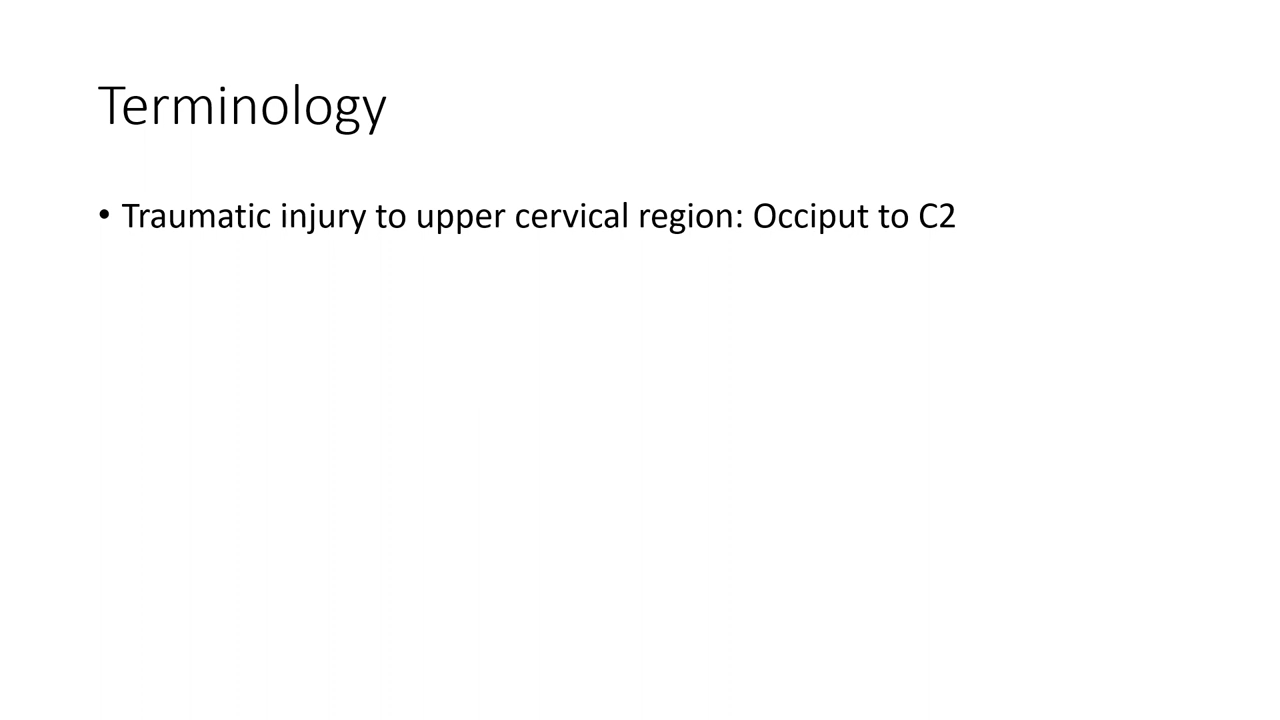 Terminology
• Traumatic injury to upper cervical region: Occiput to C2